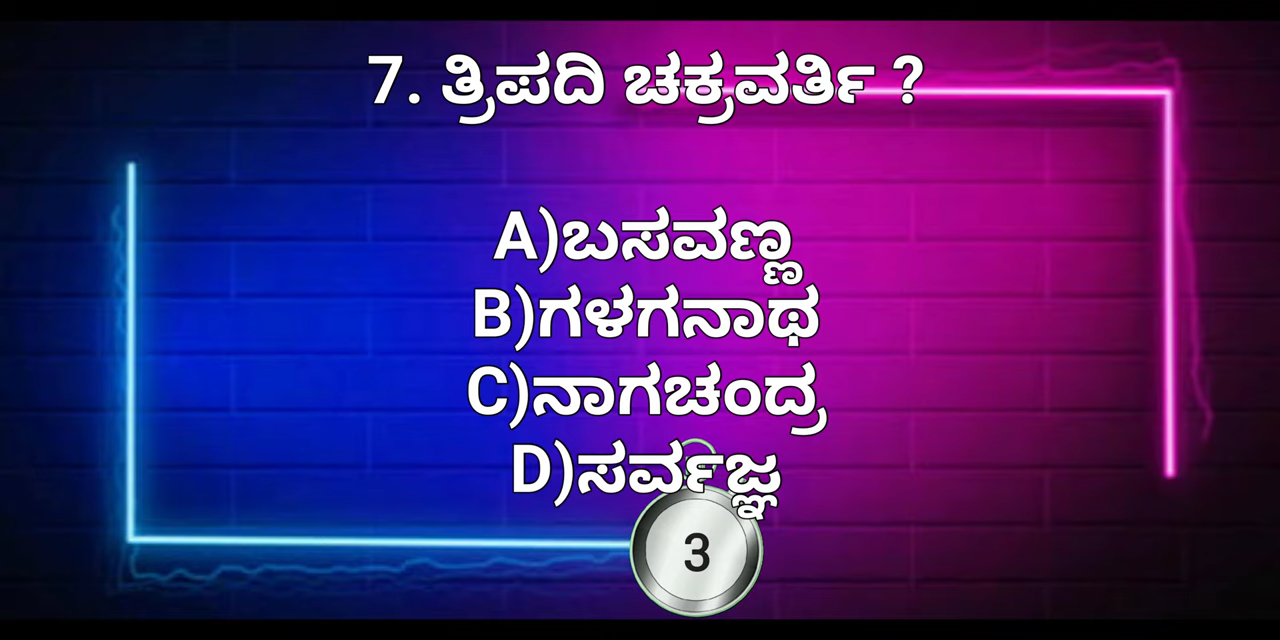 7. ತ್ರಿಪದಿ ಚಕ್ರವರ್ತಿ ?
A)ಬಸವಣ್ಣ
B)ಗಳಗನಾಥ
C)ನಾಗಚಂದ್ರ
D)ಸರ್ವಜ್ಞ
3